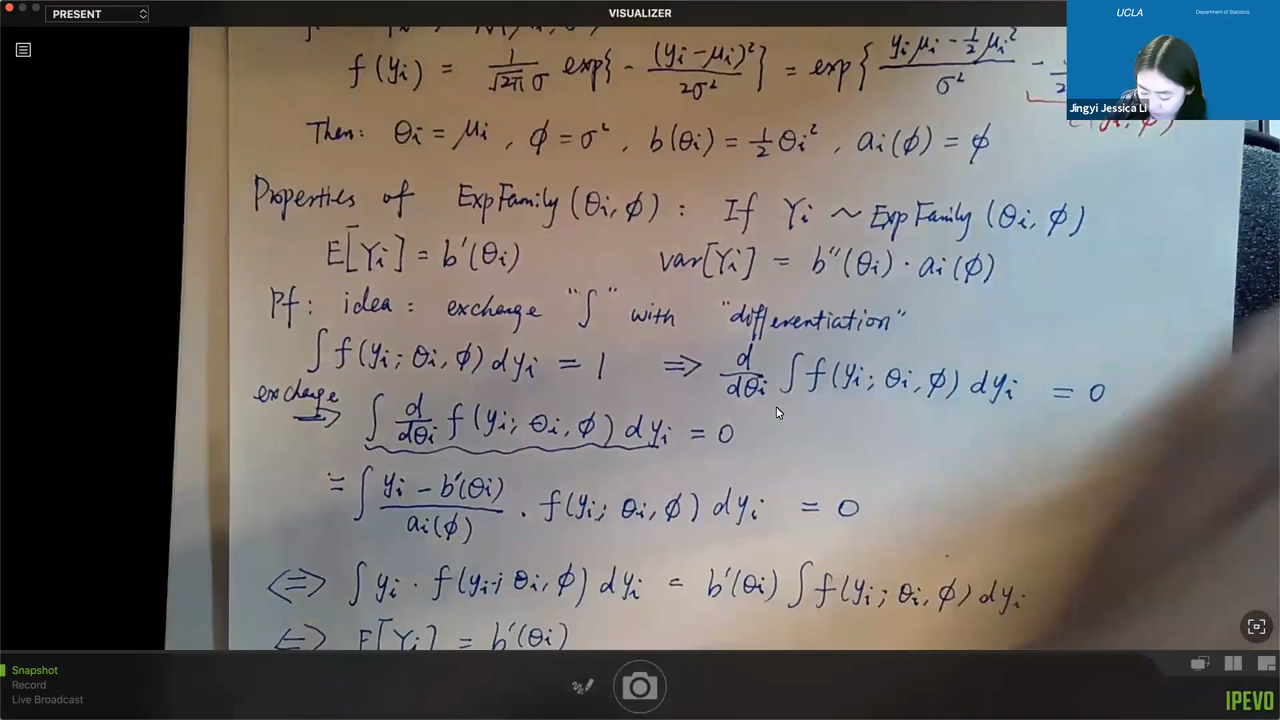 PRESENT
VISUALIZER
UCLA
Department of Statistics
Jingyi Jessica Li
f(yi) = 1/√2π σ exp{- (yi-μi)²/2σ²} = exp{ yiμi - ½μi² / σ² -
Then: θi = μi , φ = σ² , b(θi) = ½θi² , ai(φ) = φ
Properties of ExpFamily(θi, φ) : If Yi ~ ExpFamily(θi, φ)
E[Yi] = b'(θi) var[Yi] = b''(θi) · ai(φ)
Pf: idea: exchange "∫" with "differentiation"
∫ f(yi; θi, φ) dyi = 1 ⇒ d/dθi ∫ f(yi; θi, φ) dyi = 0
exchange
⇒ ∫ d/dθi f(yi; θi, φ) dyi = 0
= ∫ yi - b'(θi) / ai(φ) · f(yi; θi, φ) dyi = 0
⇔ ∫ yi · f(yi; θi, φ) dyi = b'(θi) ∫ f(yi; θi, φ) dyi
⇔ E[Yi] = b'(θi)
Snapshot
Record
Live Broadcast
IPEVO